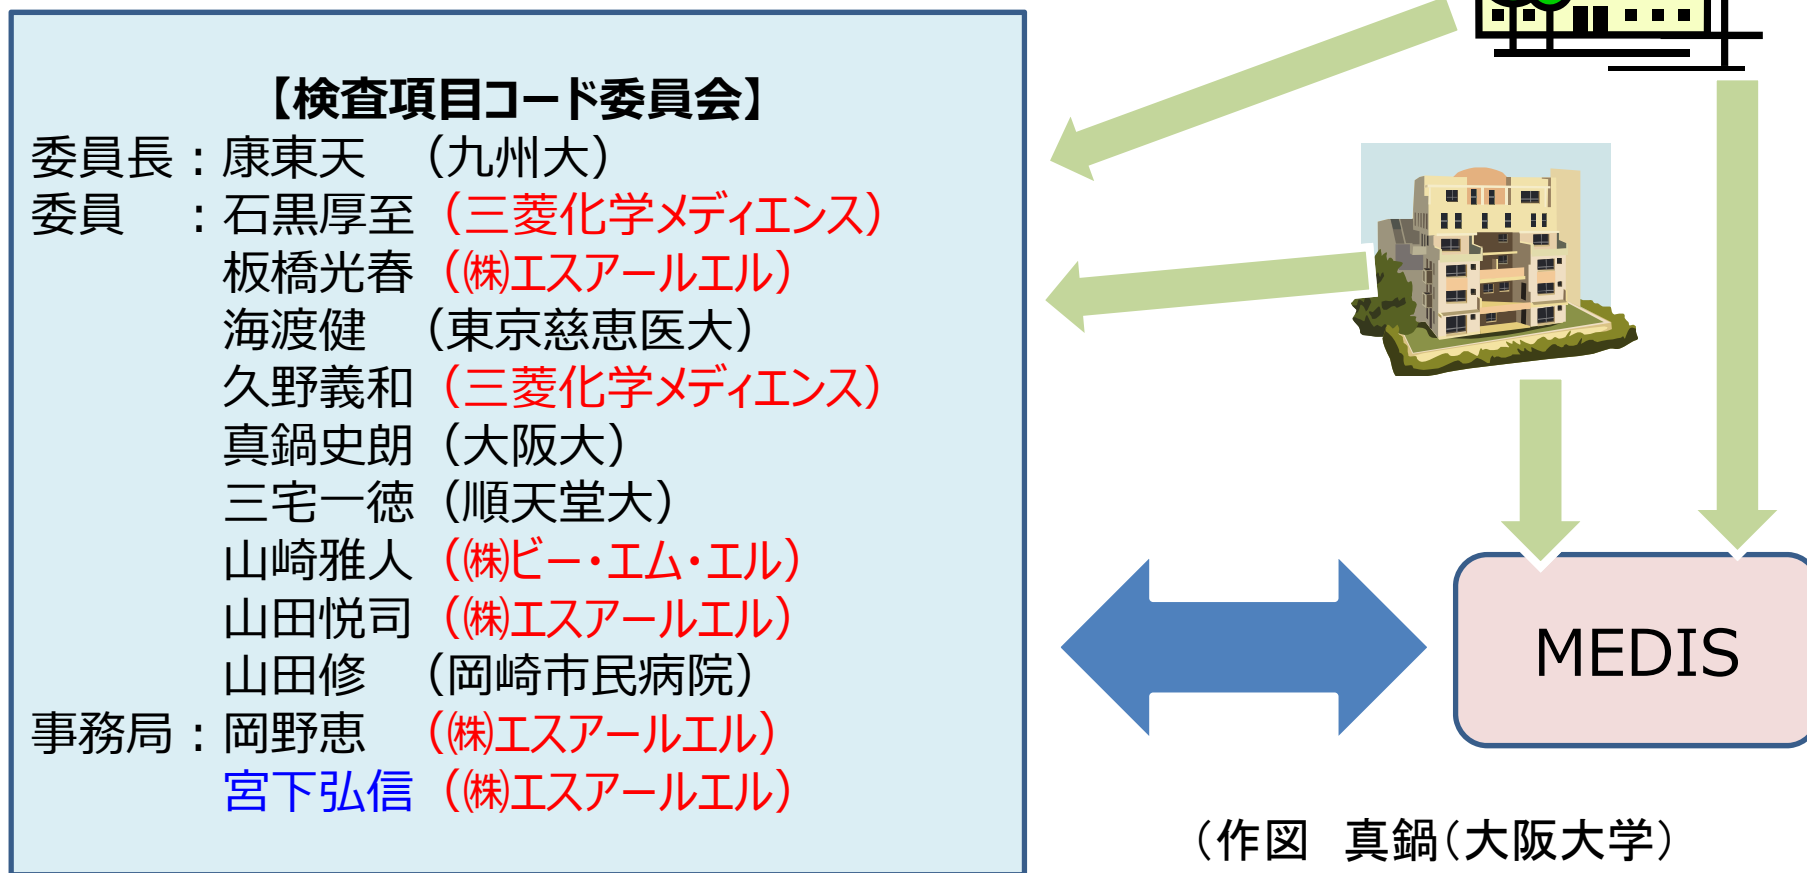 【検査項目コード委員会】
委員長：康東天　（九州大）
委員　：石黒厚至（三菱化学メディエンス）
板橋光春（㈱エスアールエル）
海渡健　（東京慈恵医大）
久野義和（三菱化学メディエンス）
真鍋史朗（大阪大）
三宅一徳（順天堂大）
山崎雅人（㈱ビー・エム・エル）
山田悦司（㈱エスアールエル）
山田修　（岡崎市民病院）
事務局：岡野恵　（㈱エスアールエル）
宮下弘信（㈱エスアールエル）
MEDIS
（作図　真鍋（大阪大学）